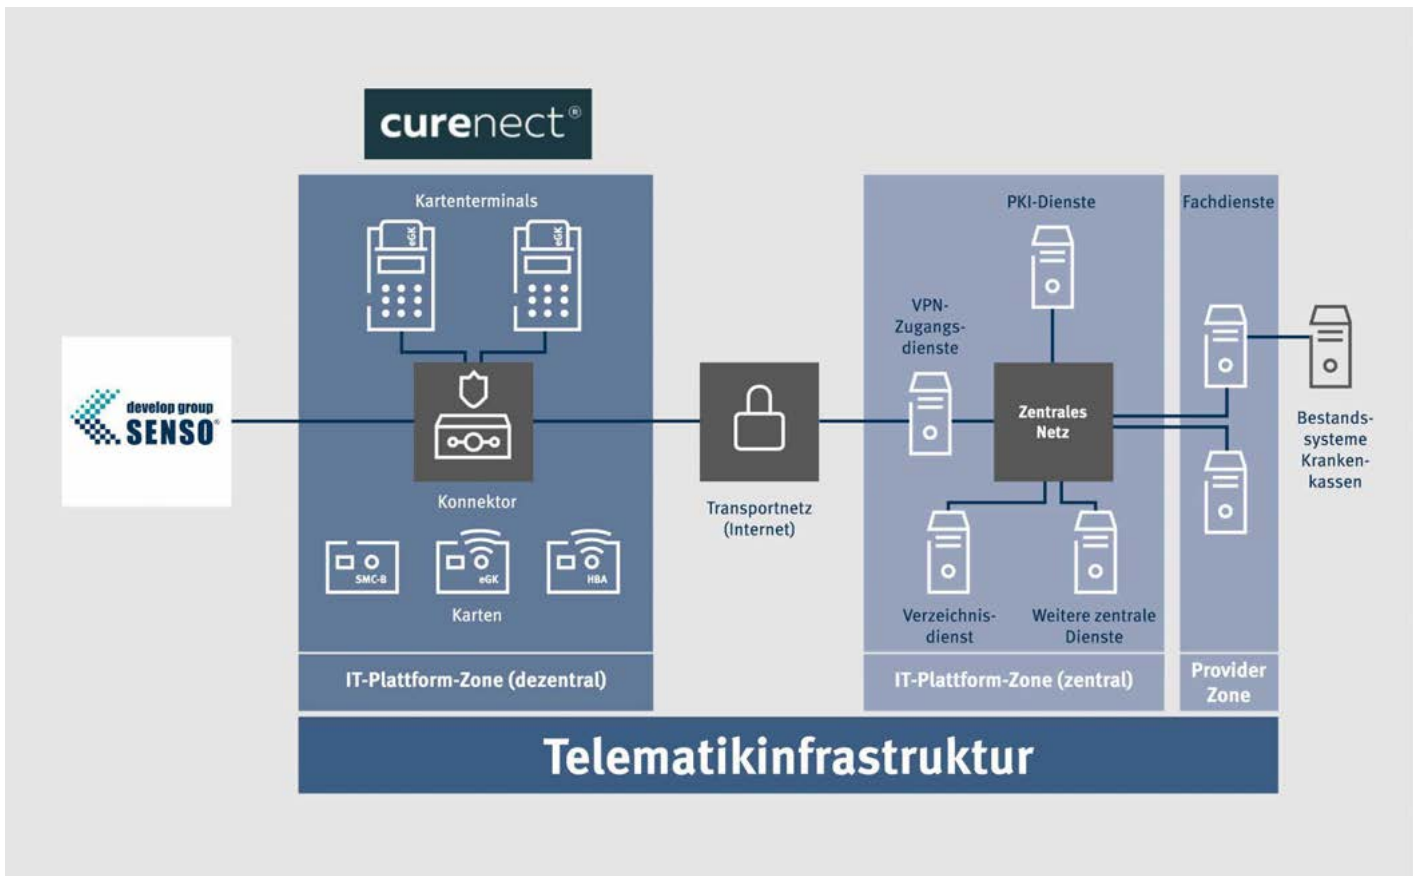 curenect®
Kartenterminals
eGK
eGK
develop group
SENSO®
Konnektor
SMC-B
eGK
HBA
Karten
IT-Plattform-Zone (dezentral)
Transportnetz
(Internet)
PKI-Dienste
VPN-
Zugangs-
dienste
Zentrales
Netz
Verzeichnis-
dienst
Weitere zentrale
Dienste
IT-Plattform-Zone (zentral)
Fachdienste
Provider
Zone
Bestands-
systeme
Kranken-
kassen
Telematikinfrastruktur